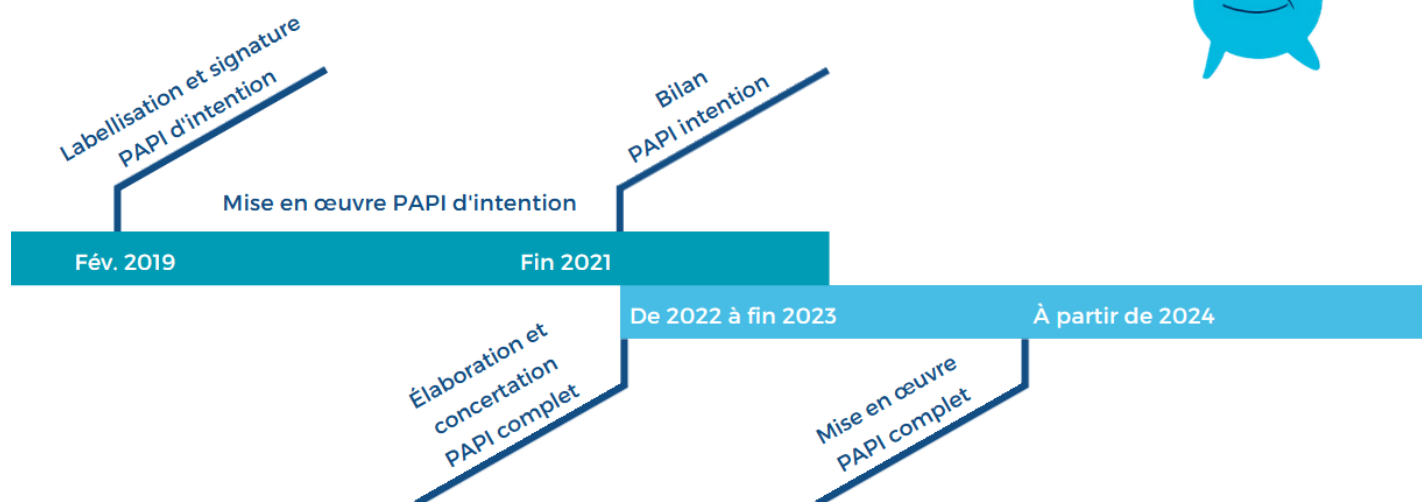 Labellisation et signature
PAPI d'intention
Bilan
PAPI intention
Mise en œuvre PAPI d'intention
Fév. 2019
Fin 2021
De 2022 à fin 2023
À partir de 2024
Élaboration et
concertation
PAPI complet
Mise en œuvre
PAPI complet